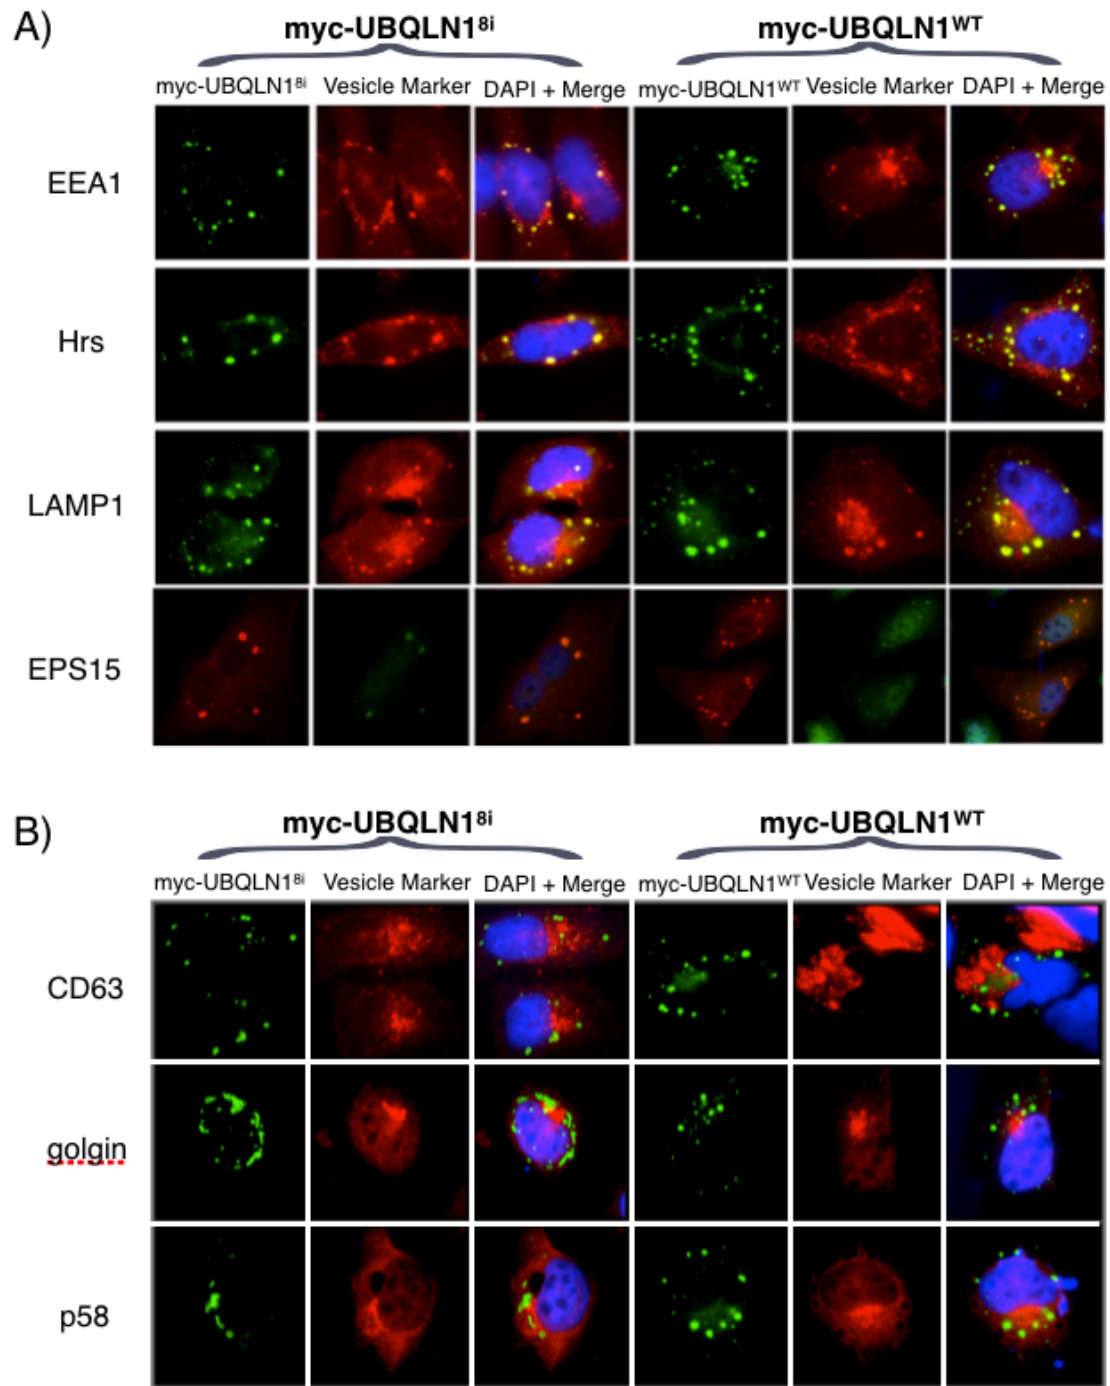 A)
myc-UBQLN1⁸ⁱ myc-UBQLN1ᵂᵀ
myc-UBQLN1⁸ⁱ Vesicle Marker DAPI + Merge myc-UBQLN1ᵂᵀ Vesicle Marker DAPI + Merge
EEA1
Hrs
LAMP1
EPS15
B)
myc-UBQLN1⁸ⁱ myc-UBQLN1ᵂᵀ
myc-UBQLN1⁸ⁱ Vesicle Marker DAPI + Merge myc-UBQLN1ᵂᵀ Vesicle Marker DAPI + Merge
CD63
golgin
p58